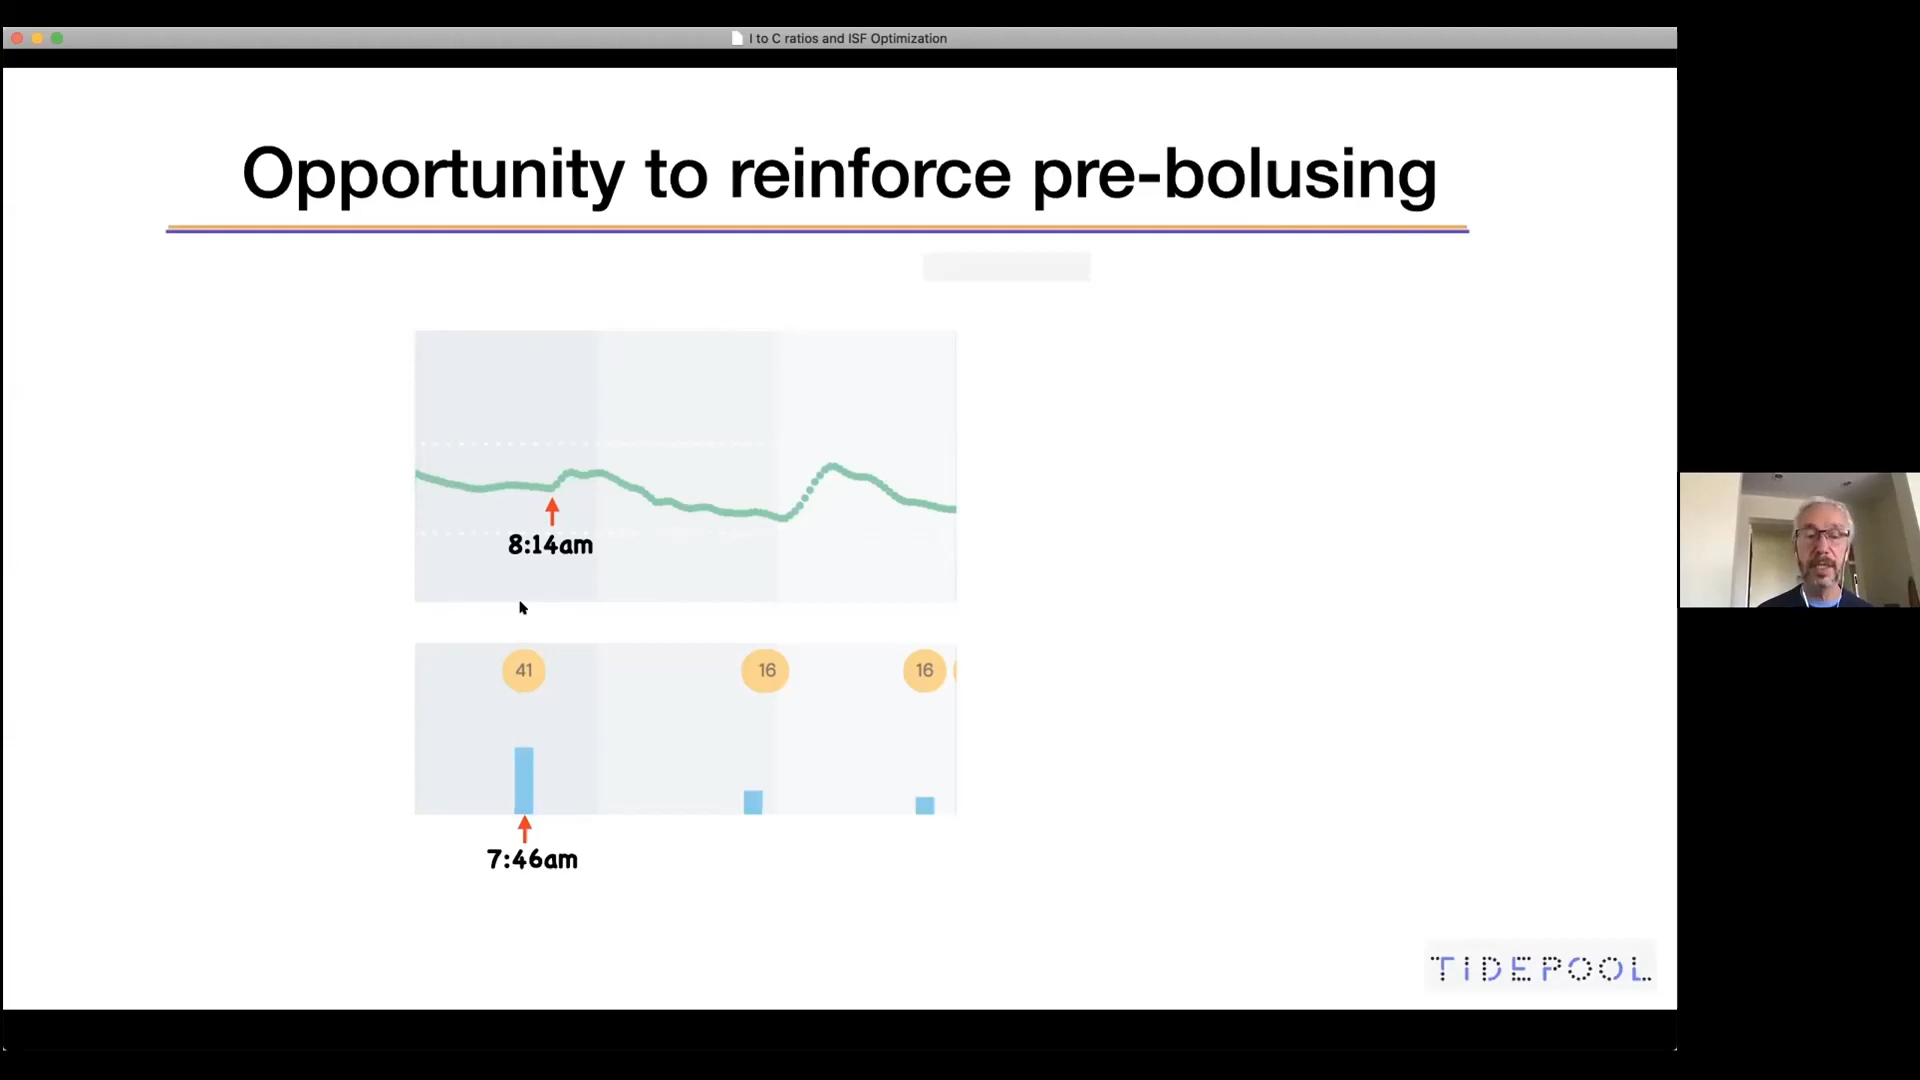 I to C ratios and ISF Optimization
Opportunity to reinforce pre-bolusing
8:14am
41
16
16
7:46am
TIDEPOOL